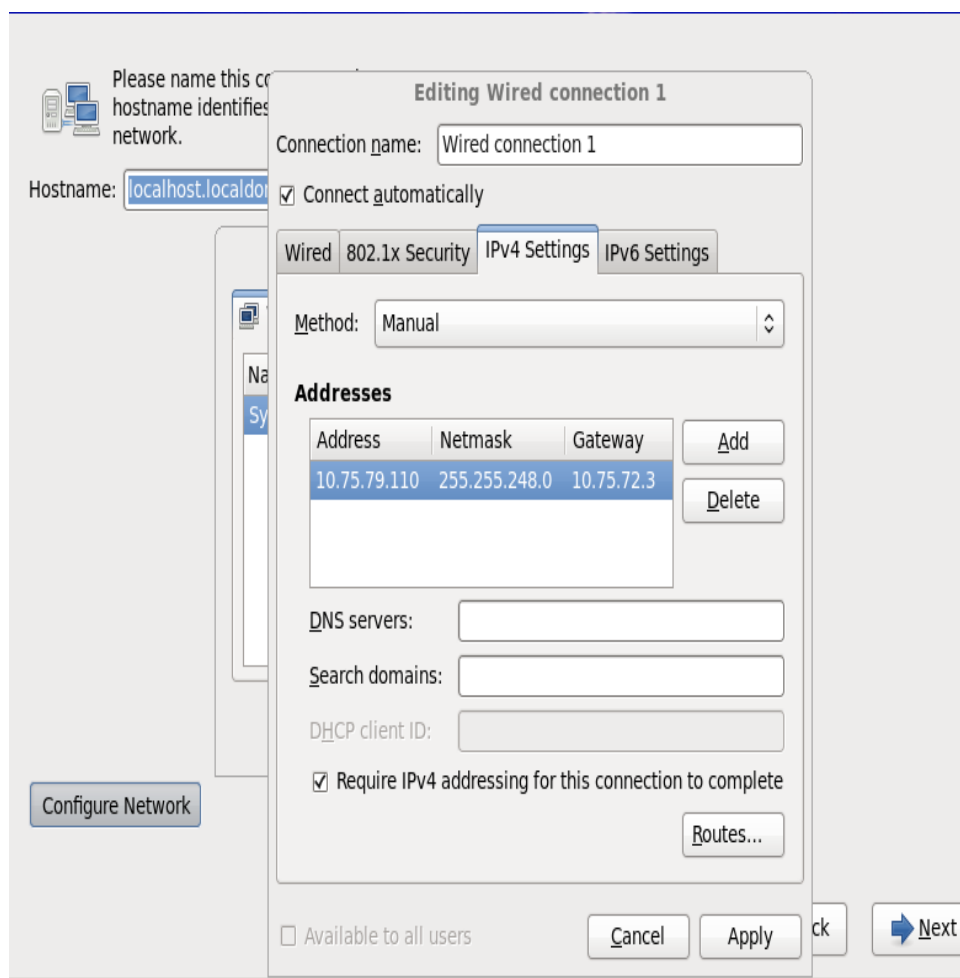 Please name this
hostname identifies
network.
Hostname: localhost.localdo
Editing Wired connection 1
Connection name: Wired connection 1
Connect automatically
Wired 802.1x Security IPv4 Settings IPv6 Settings
Method: Manual
Addresses
Address Netmask Gateway
10.75.79.110 255.255.248.0 10.75.72.3
Add
Delete
DNS servers:
Search domains:
DHCP client ID:
Require IPv4 addressing for this connection to complete
Routes...
Available to all users
Cancel Apply
Na
Sy
Configure Network
ck Next